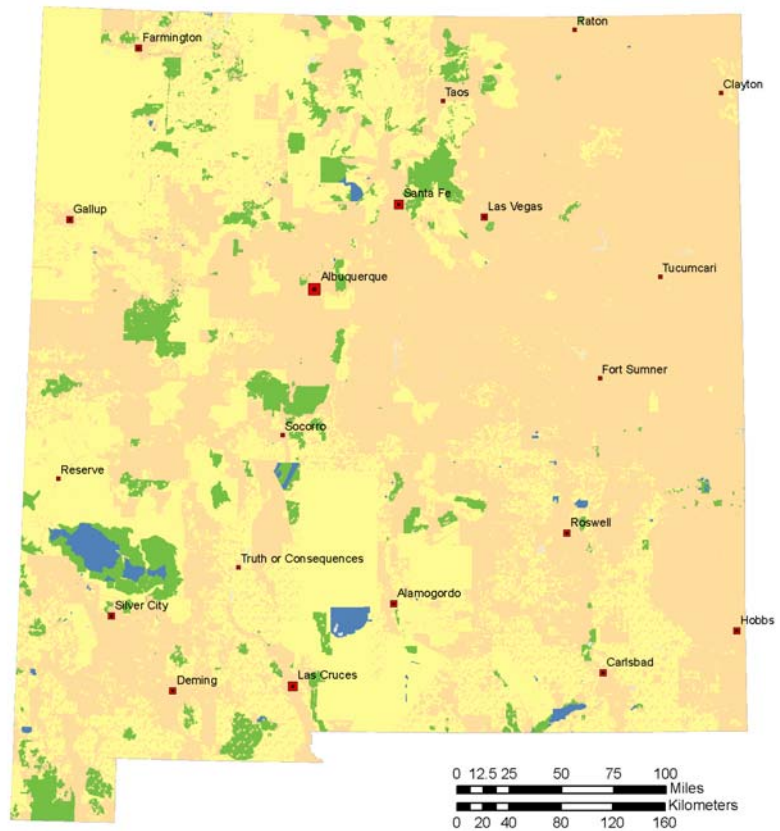 Raton
Farmington
Clayton
Taos
Santa Fe
Gallup
Las Vegas
Tucumcari
Albuquerque
Fort Sumner
Socorro
Reserve
Roswell
Truth or Consequences
Alamogordo
Silver City
Hobbs
Carlsbad
Las Cruces
Deming
0 12.5 25 50 75 100
Miles
Kilometers
0 20 40 80 120 160